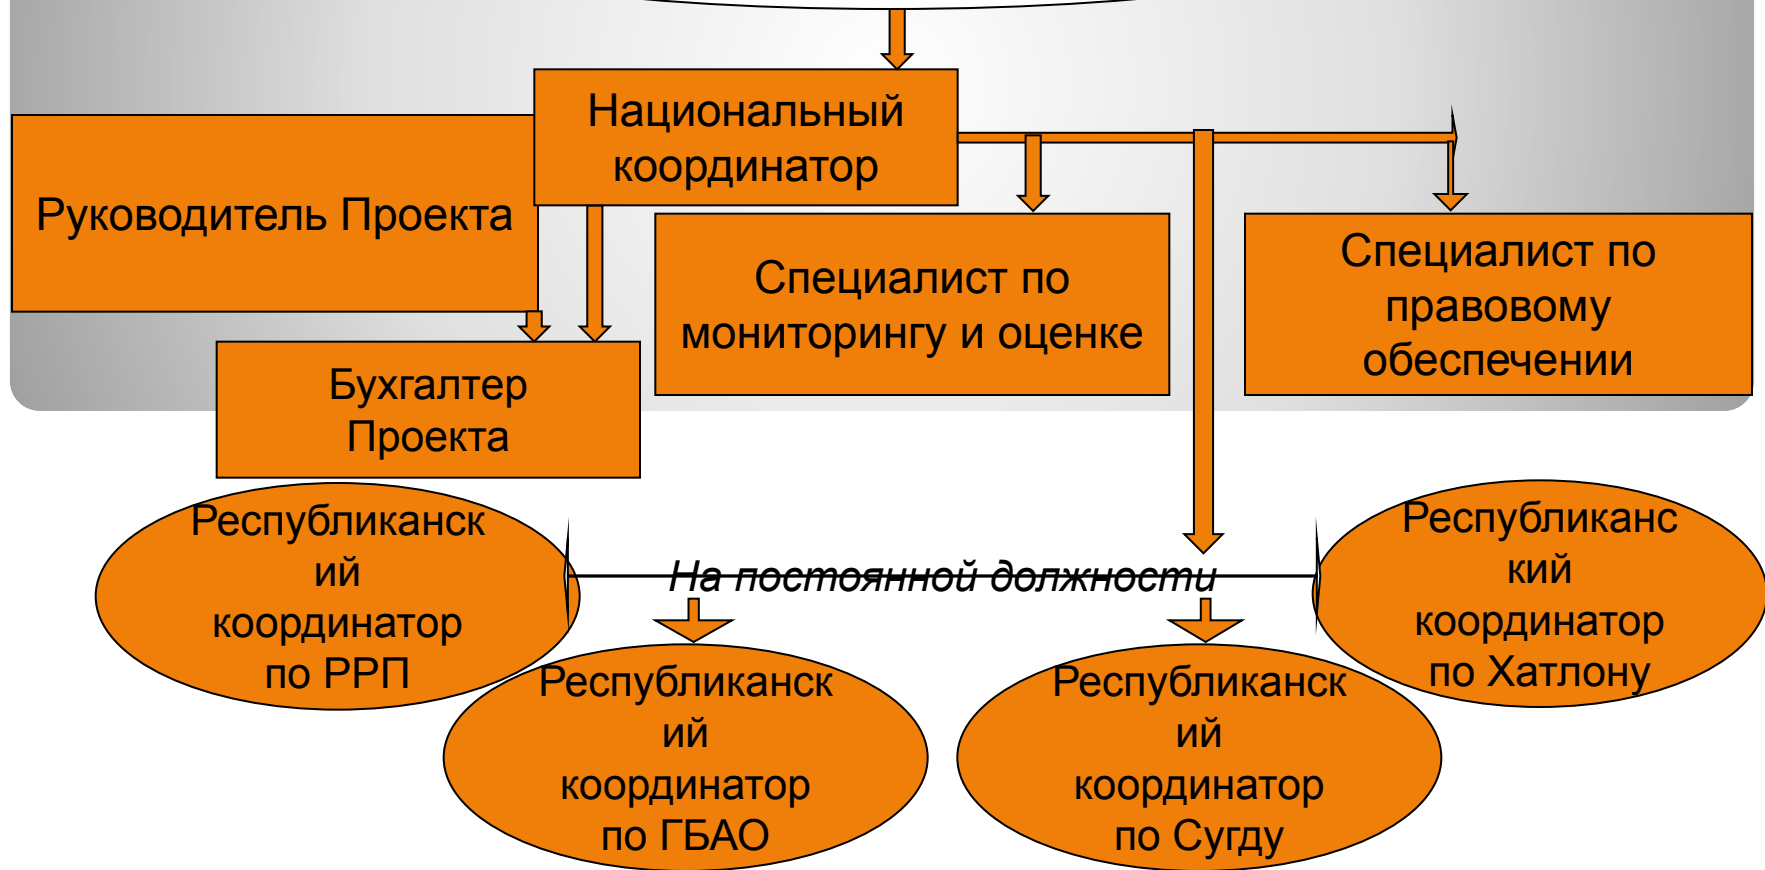 Национальный
координатор
Руководитель Проекта
Специалист по
мониторингу и оценке
Специалист по
правовому
обеспечении
Бухгалтер
Проекта
Республиканск
ий
координатор
по РРП
На постоянной должности
Республиканс
кий
координатор
по Хатлону
Республиканск
ий
координатор
по ГБАО
Республиканск
ий
координатор
по Сугду